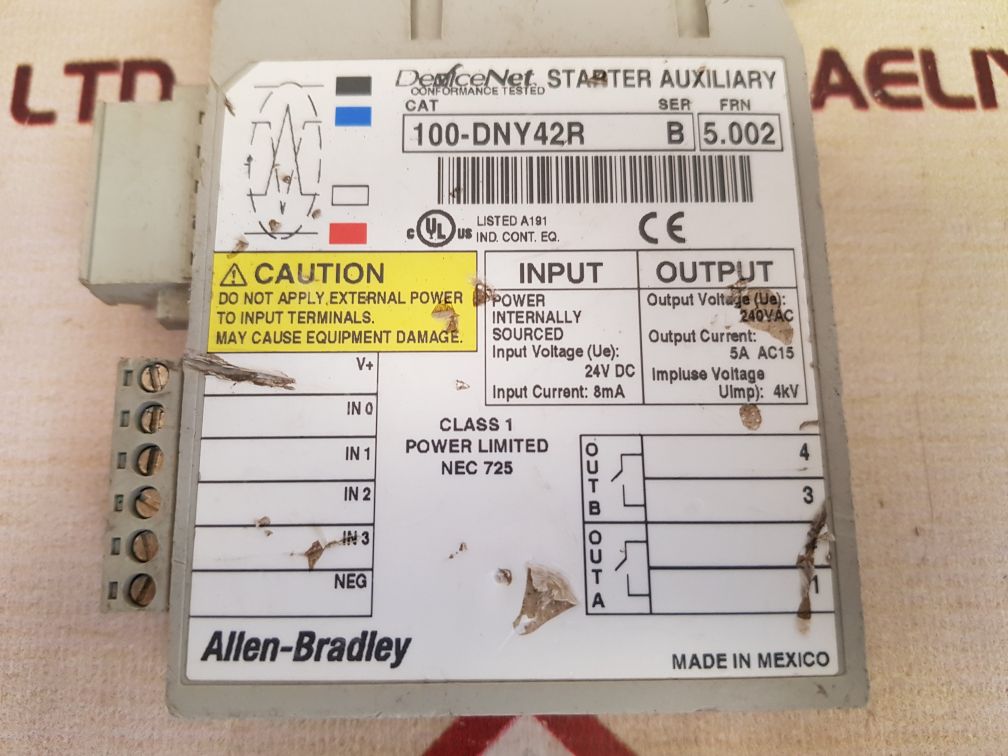 LTD
AELIY
DeviceNet STARTER AUXILIARY
CONFORMANCE TESTED
CAT SER FRN
100-DNY42R B 5.002
C UL US LISTED A191
IND. CONT. EQ.
CE
CAUTION
DO NOT APPLY EXTERNAL POWER
TO INPUT TERMINALS.
MAY CAUSE EQUIPMENT DAMAGE.
INPUT
POWER
INTERNALLY
SOURCED
Input Voltage (Ue):
24V DC
Input Current: 8mA
OUTPUT
Output Voltage (Ue):
240VAC
Output Current:
5A AC15
Impluse Voltage
UImp): 4kV
V+
IN 0
IN 1
IN 2
IN 3
NEG
CLASS 1
POWER LIMITED
NEC 725
OUT B
4
3
OUT A
1
Allen-Bradley
MADE IN MEXICO